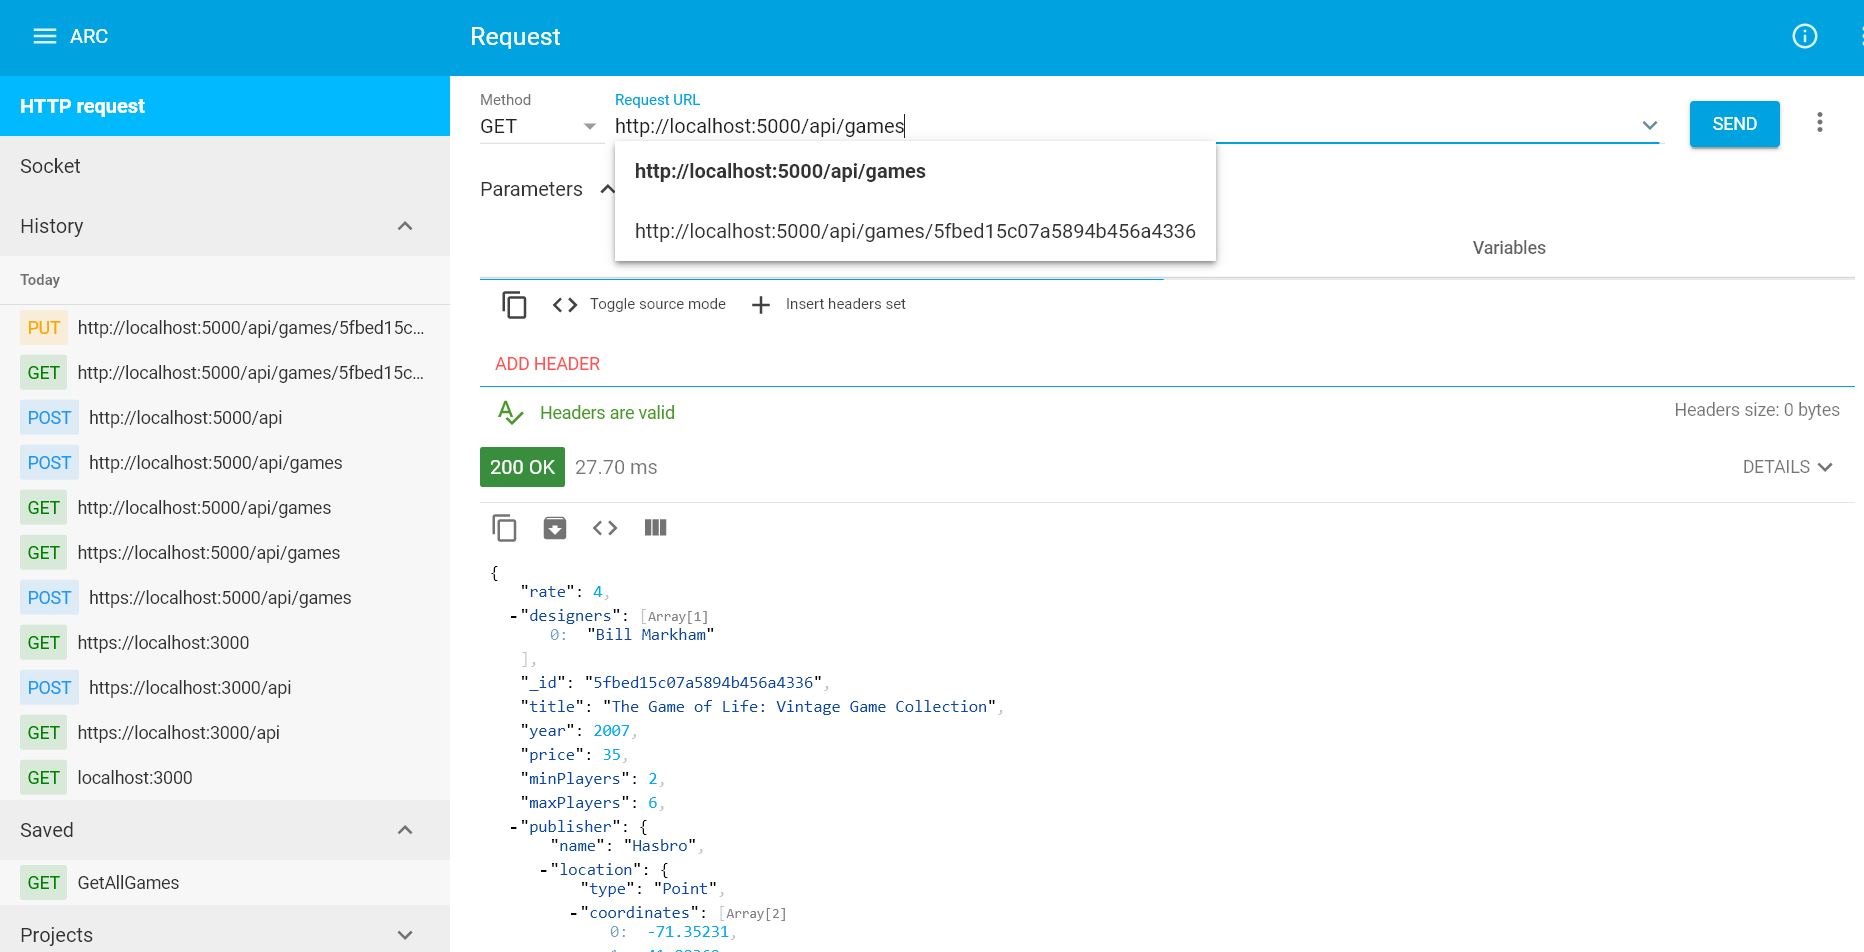 ARC
Request
HTTP request
Socket
History
Today
PUT http://localhost:5000/api/games/5fbed15c...
GET http://localhost:5000/api/games/5fbed15c...
POST http://localhost:5000/api
POST http://localhost:5000/api/games
GET http://localhost:5000/api/games
GET https://localhost:5000/api/games
POST https://localhost:5000/api/games
GET https://localhost:3000
POST https://localhost:3000/api
GET https://localhost:3000/api
GET localhost:3000
Saved
GET GetAllGames
Projects
Method
GET
Request URL
http://localhost:5000/api/games
SEND
http://localhost:5000/api/games
http://localhost:5000/api/games/5fbed15c07a5894b456a4336
Parameters
Variables
Toggle source mode
Insert headers set
ADD HEADER
Headers are valid
Headers size: 0 bytes
200 OK 27.70 ms
DETAILS
{
"rate": 4,
-"designers": [Array[1]
0: "Bill Markham"
],
"_id": "5fbed15c07a5894b456a4336",
"title": "The Game of Life: Vintage Game Collection",
"year": 2007,
"price": 35,
"minPlayers": 2,
"maxPlayers": 6,
-"publisher": {
"name": "Hasbro",
-"location": {
"type": "Point",
-"coordinates": [Array[2]
0: -71.35231,